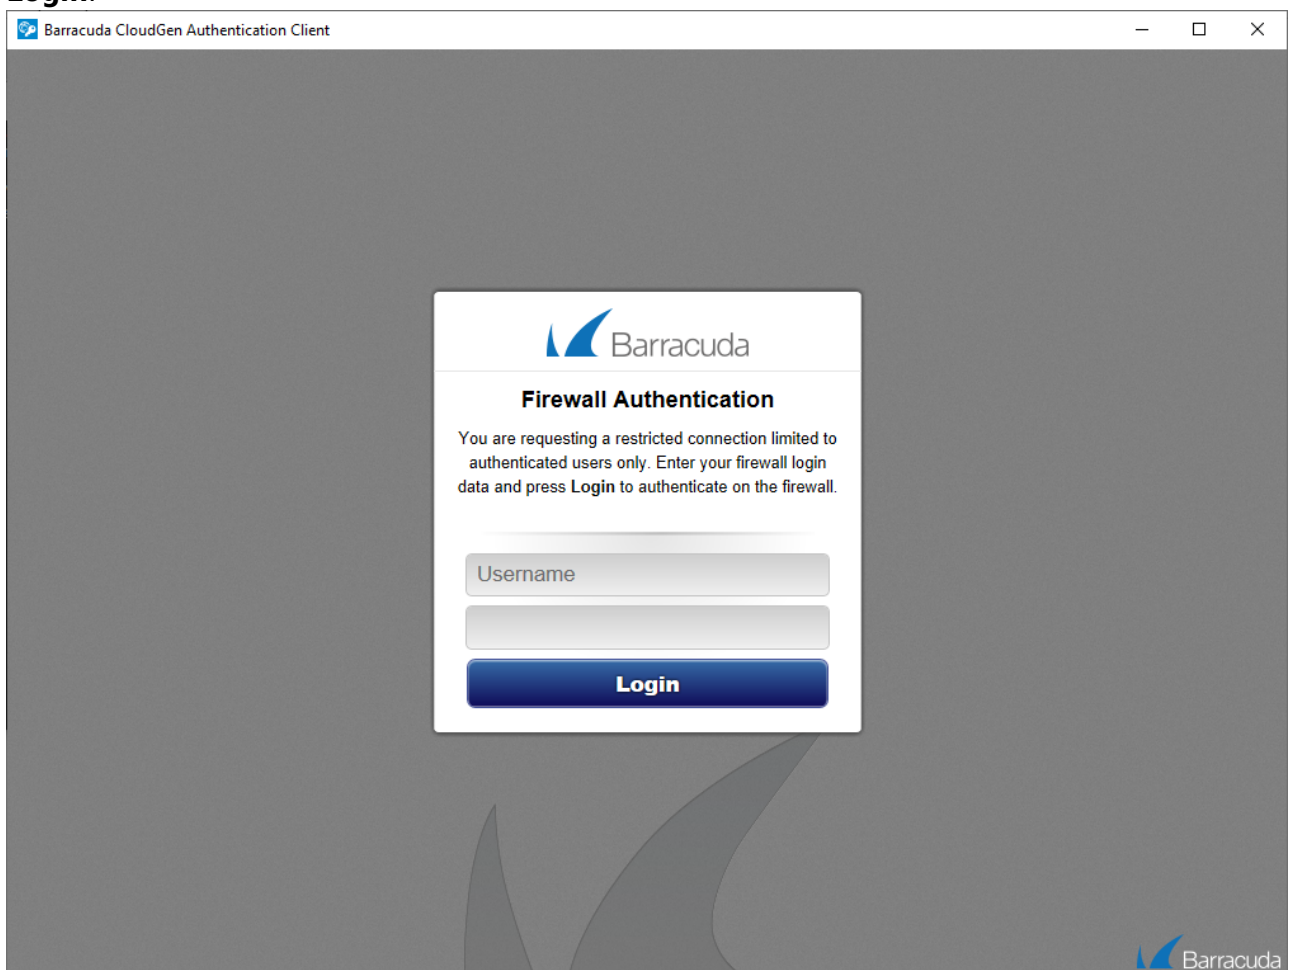 Login.
Barracuda CloudGen Authentication Client
Barracuda
Firewall Authentication
You are requesting a restricted connection limited to
authenticated users only. Enter your firewall login
data and press Login to authenticate on the firewall.
Username
Login
Barracuda